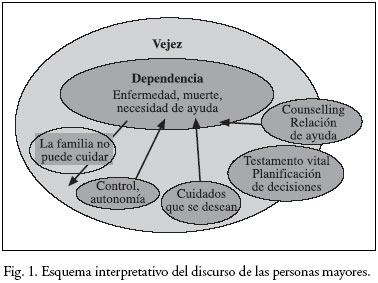 Vejez
Dependencia
Enfermedad, muerte,
necesidad de ayuda
Counselling
Relación
de ayuda
La familia no
puede cuidar
Testamento vital
Planificación
de decisiones
Control,
autonomía
Cuidados
que se desean
Fig. 1. Esquema interpretativo del discurso de las personas mayores.